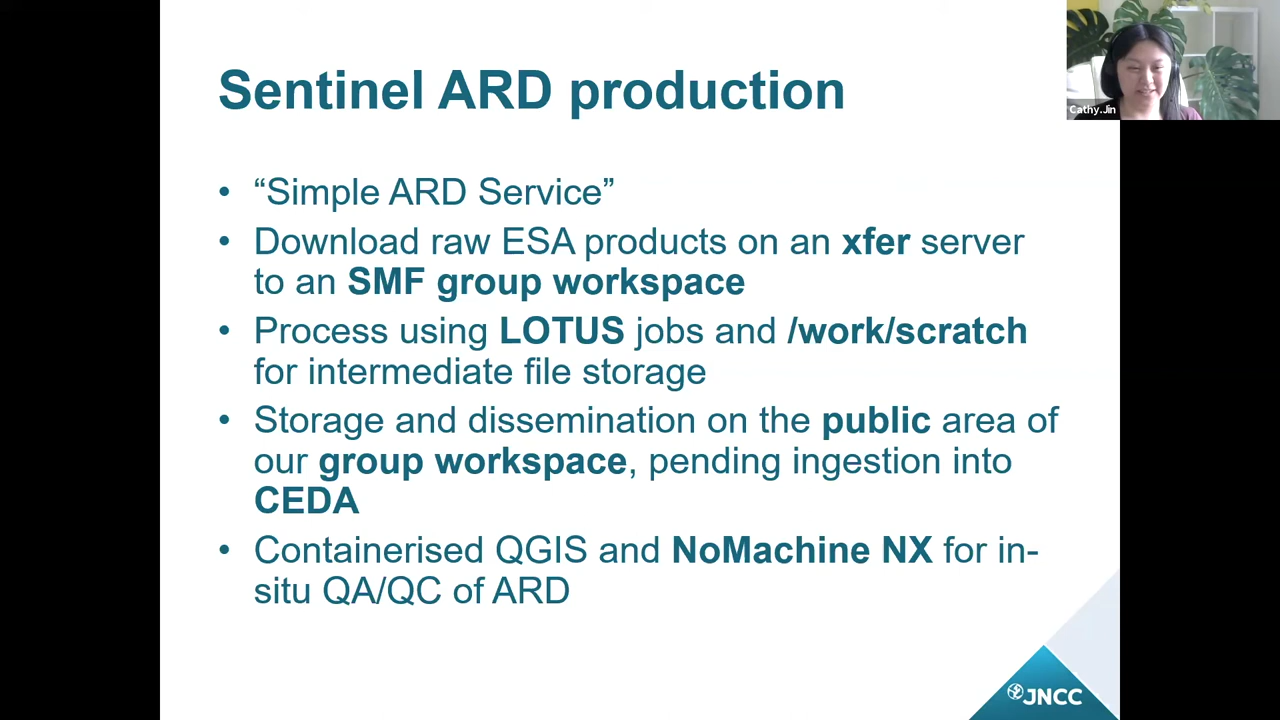 Sentinel ARD production
Cathy.Jin
• “Simple ARD Service”
• Download raw ESA products on an xfer server
to an SMF group workspace
• Process using LOTUS jobs and /work/scratch
for intermediate file storage
• Storage and dissemination on the public area of
our group workspace, pending ingestion into
CEDA
• Containerised QGIS and NoMachine NX for in-
situ QA/QC of ARD
JNCC